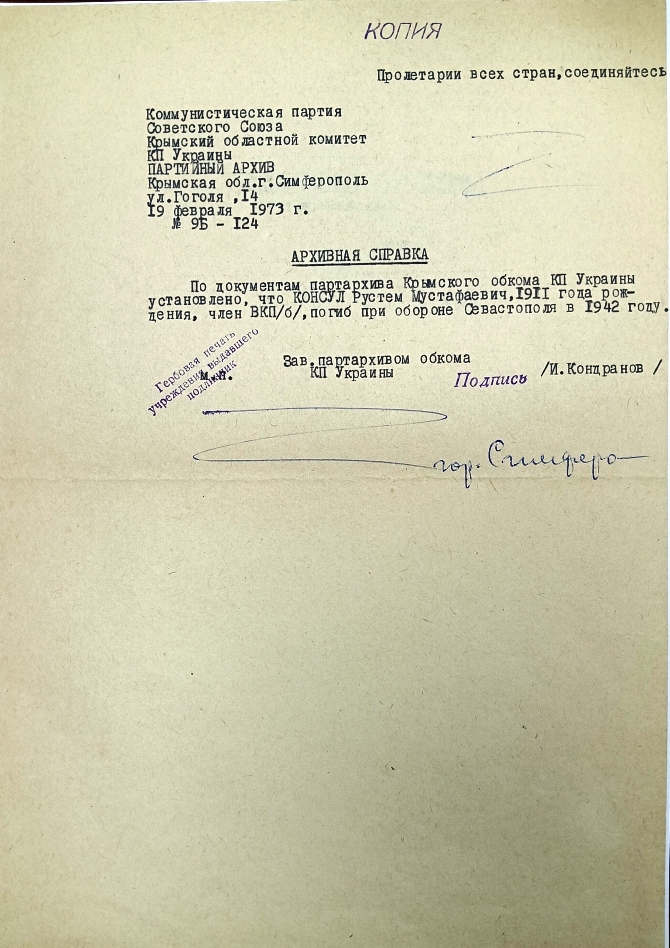 КОПИЯ
Пролетарии всех стран,соединяйтесь
Коммунистическая партия
Советского Союза
Крымский областной комитет
КП Украины
ПАРТИЙНЫЙ АРХИВ
Крымская обл.г.Симферополь
ул.Гоголя ,14
19 февраля 1973 г.
№ 9Б - 124
АРХИВНАЯ СПРАВКА
По документам партархива Крымского обкома КП Украины
установлено, что КОНСУЛ Рустем Мустафаевич,1911 года рож-
дения, член ВКП/б/,погиб при обороне Севастополя в 1942 году.
Гербовая печать
учреждения выдавшего
подлинник
м.п.
Зав.партархивом обкома
КП Украины
Подпись
/И.Кондранов /
гор. Симферо